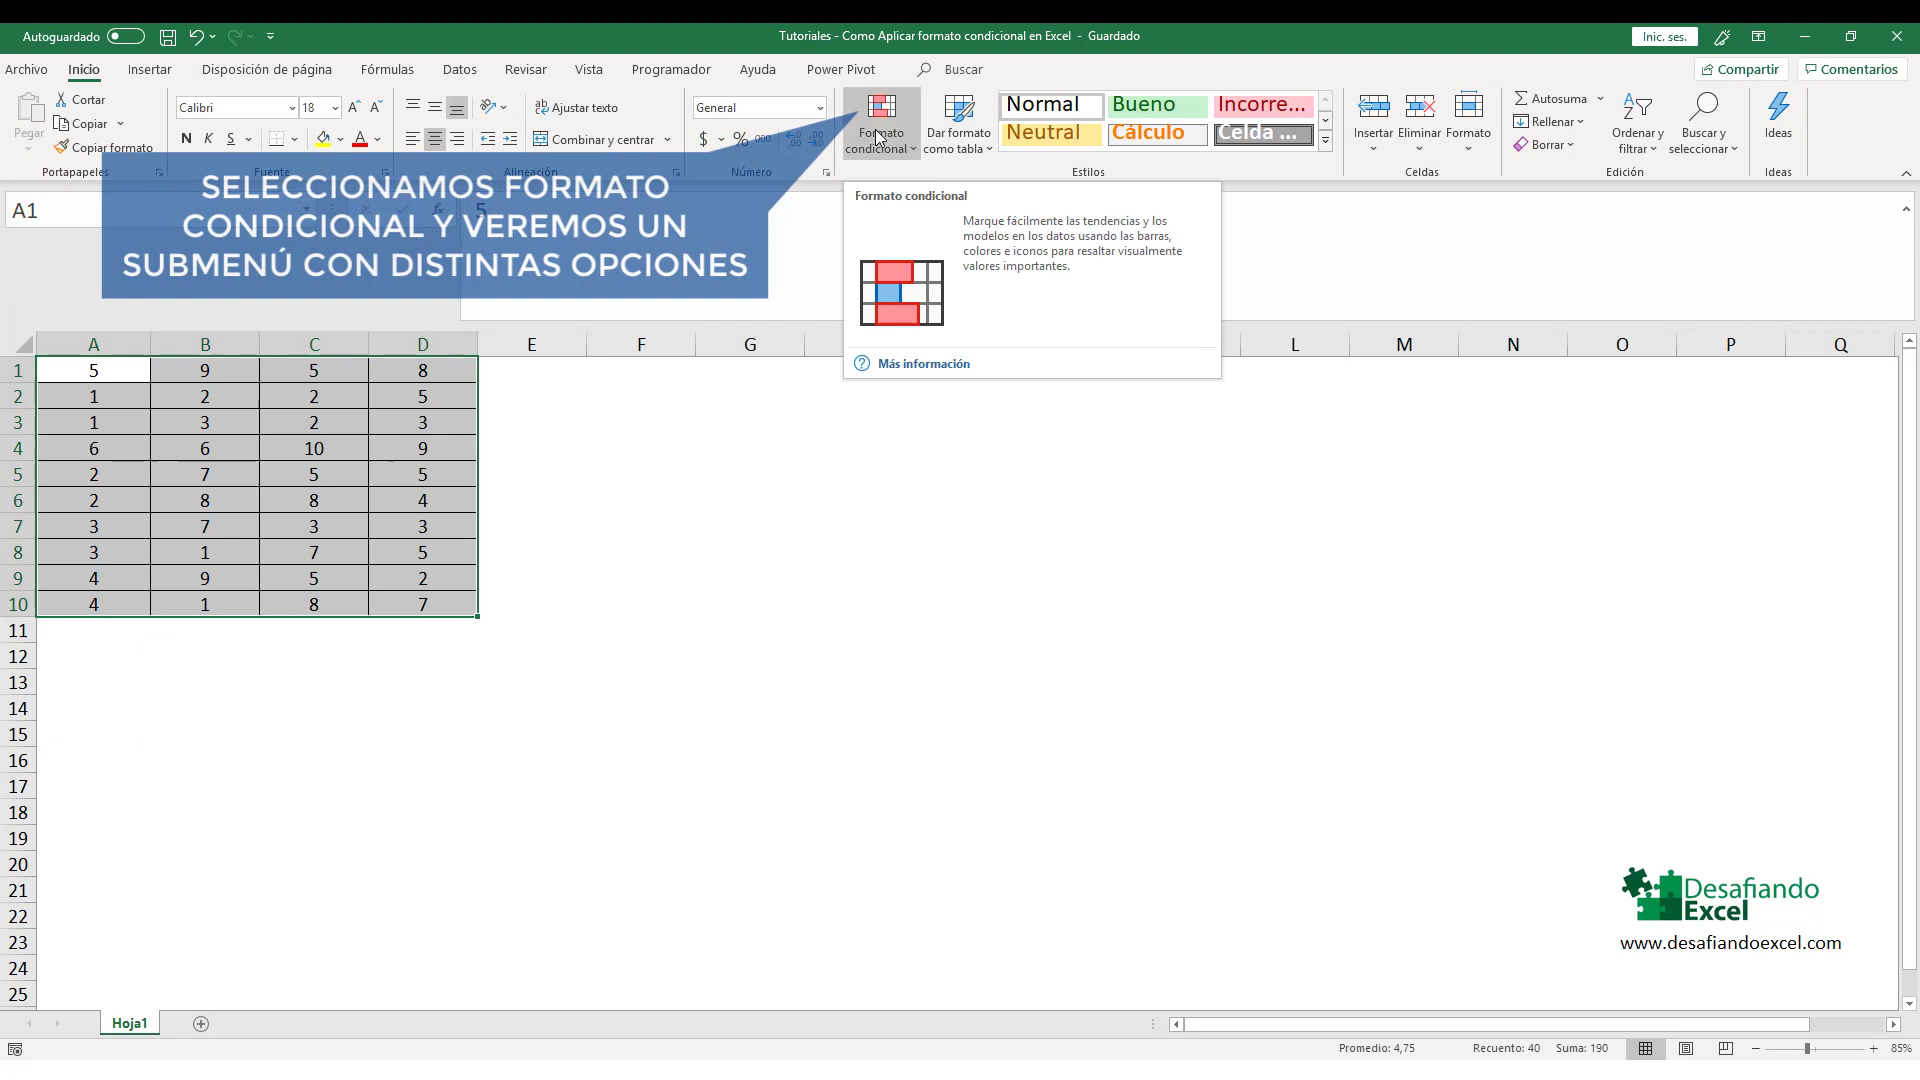 Autoguardado
Tutoriales - Como Aplicar formato condicional en Excel - Guardado
Inic. ses.
Archivo Inicio Insertar Disposición de página Fórmulas Datos Revisar Vista Programador Ayuda Power Pivot Buscar
Compartir Comentarios
Pegar
Cortar
Copiar
Copiar formato
Portapapeles
Calibri 18
N K S
Fuente
Ajustar texto
Combinar y centrar
Alineación
General
$ % 000
Número
Formato condicional
Dar formato como tabla
Normal Bueno Incorre...
Neutral Cálculo Celda ...
Estilos
Insertar Eliminar Formato
Celdas
Autosuma
Rellenar
Borrar
Ordenar y filtrar
Buscar y seleccionar
Edición
Ideas
Ideas
SELECCIONAMOS FORMATO
CONDICIONAL Y VEREMOS UN
SUBMENÚ CON DISTINTAS OPCIONES
A1
5
Formato condicional
Marque fácilmente las tendencias y los
modelos en los datos usando las barras,
colores e iconos para resaltar visualmente
valores importantes.
Más información
A B C D E F G L M N O P Q
1 5 9 5 8
2 1 2 2 5
3 1 3 2 3
4 6 6 10 9
5 2 7 5 5
6 2 8 8 4
7 3 7 3 3
8 3 1 7 5
9 4 9 5 2
10 4 1 8 7
11
12
13
14
15
16
17
18
19
20
21
22
23
24
25
Desafiando
Excel
www.desafiandoexcel.com
Hoja1
Promedio: 4,75 Recuento: 40 Suma: 190 85%